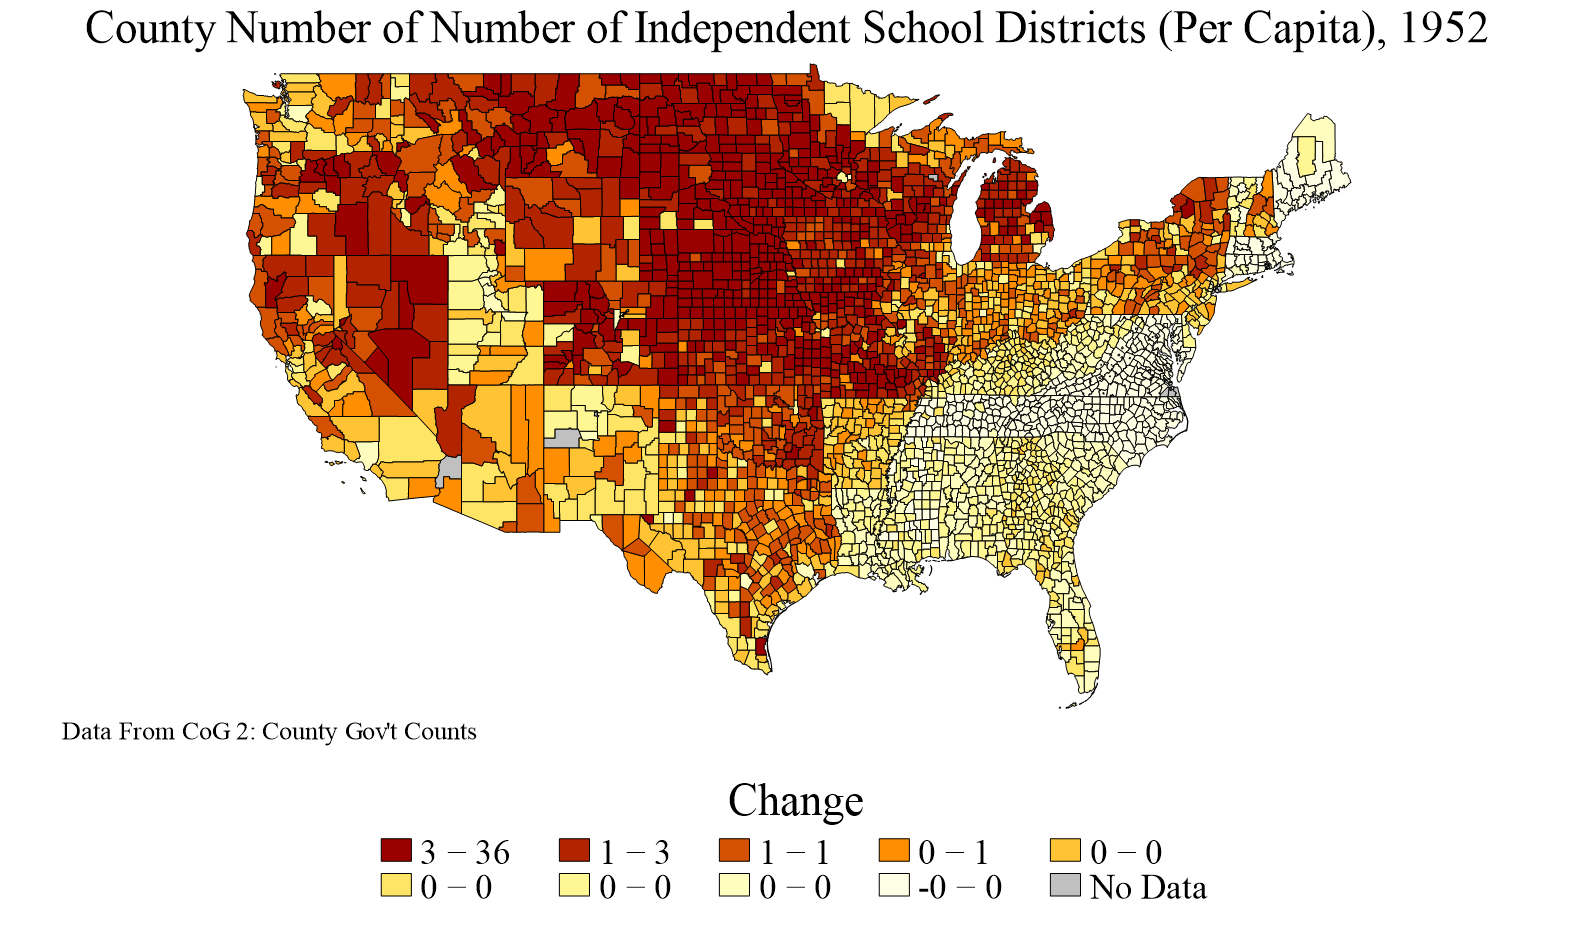 County Number of Number of Independent School Districts (Per Capita), 1952
Data From CoG 2: County Gov't Counts
Change
3 − 36
1 − 3
1 − 1
0 − 1
0 − 0
0 − 0
0 − 0
0 − 0
-0 − 0
No Data